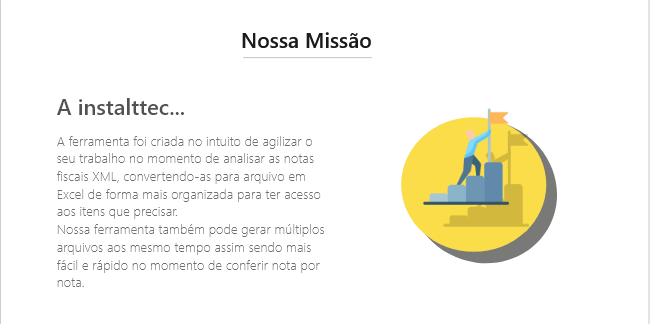 Nossa Missão
A instalttec...
A ferramenta foi criada no intuito de agilizar o
seu trabalho no momento de analisar as notas
fiscais XML, convertendo-as para arquivo em
Excel de forma mais organizada para ter acesso
aos itens que precisar.
Nossa ferramenta também pode gerar múltiplos
arquivos aos mesmo tempo assim sendo mais
fácil e rápido no momento de conferir nota por
nota.